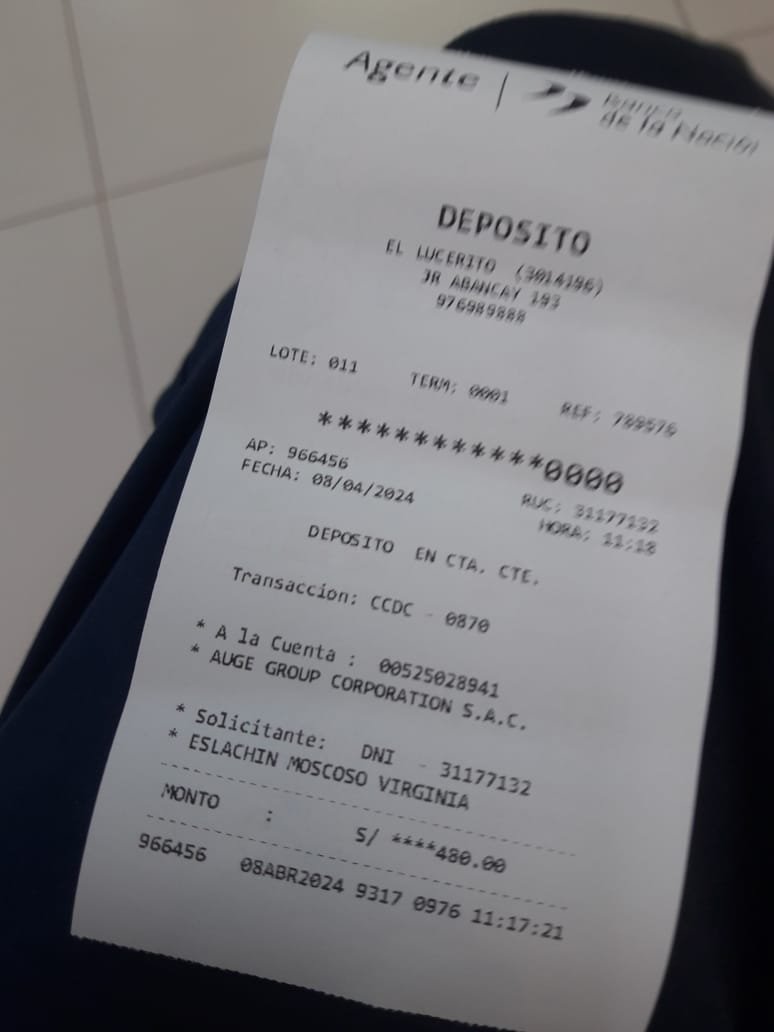 Agente | Banco
de la Nación
DEPOSITO
EL LUCERITO (3014196)
JR ABANCAY 193
976989888
LOTE: 011 TERM: 0001 REF: 789576
************0000
AP: 966456 RUC: 31177132
FECHA: 08/04/2024 HORA: 11:18
DEPOSITO EN CTA. CTE.
Transaccion: CCDC - 0870
* A la Cuenta : 00525028941
* AUGE GROUP CORPORATION S.A.C.
* Solicitante: DNI - 31177132
* ESLACHIN MOSCOSO VIRGINIA
MONTO : S/ ****480.00
966456 08ABR2024 9317 0976 11:17:21